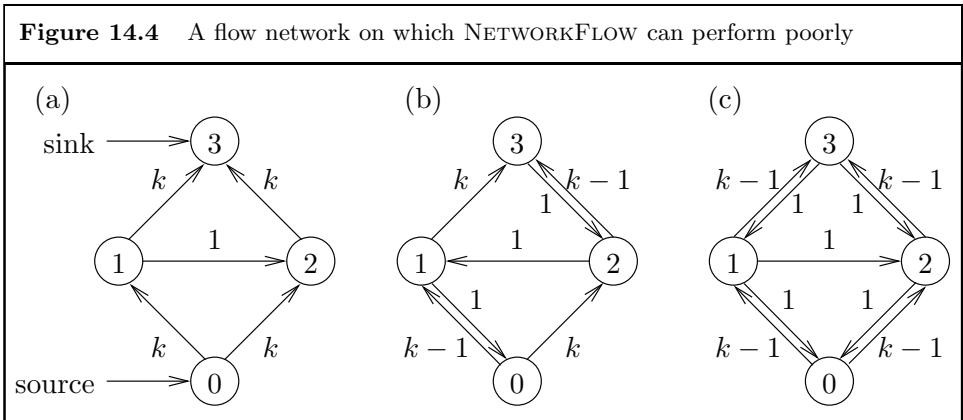 Figure 14.4 A flow network on which NETWORKFLOW can perform poorly
(a)
sink
3
k
k
1
1
2
k
k
source
0
(b)
3
k
k − 1
1
1
1
2
1
k − 1
k
0
(c)
3
k − 1
k − 1
1
1
1
1
2
1
1
k − 1
k − 1
0